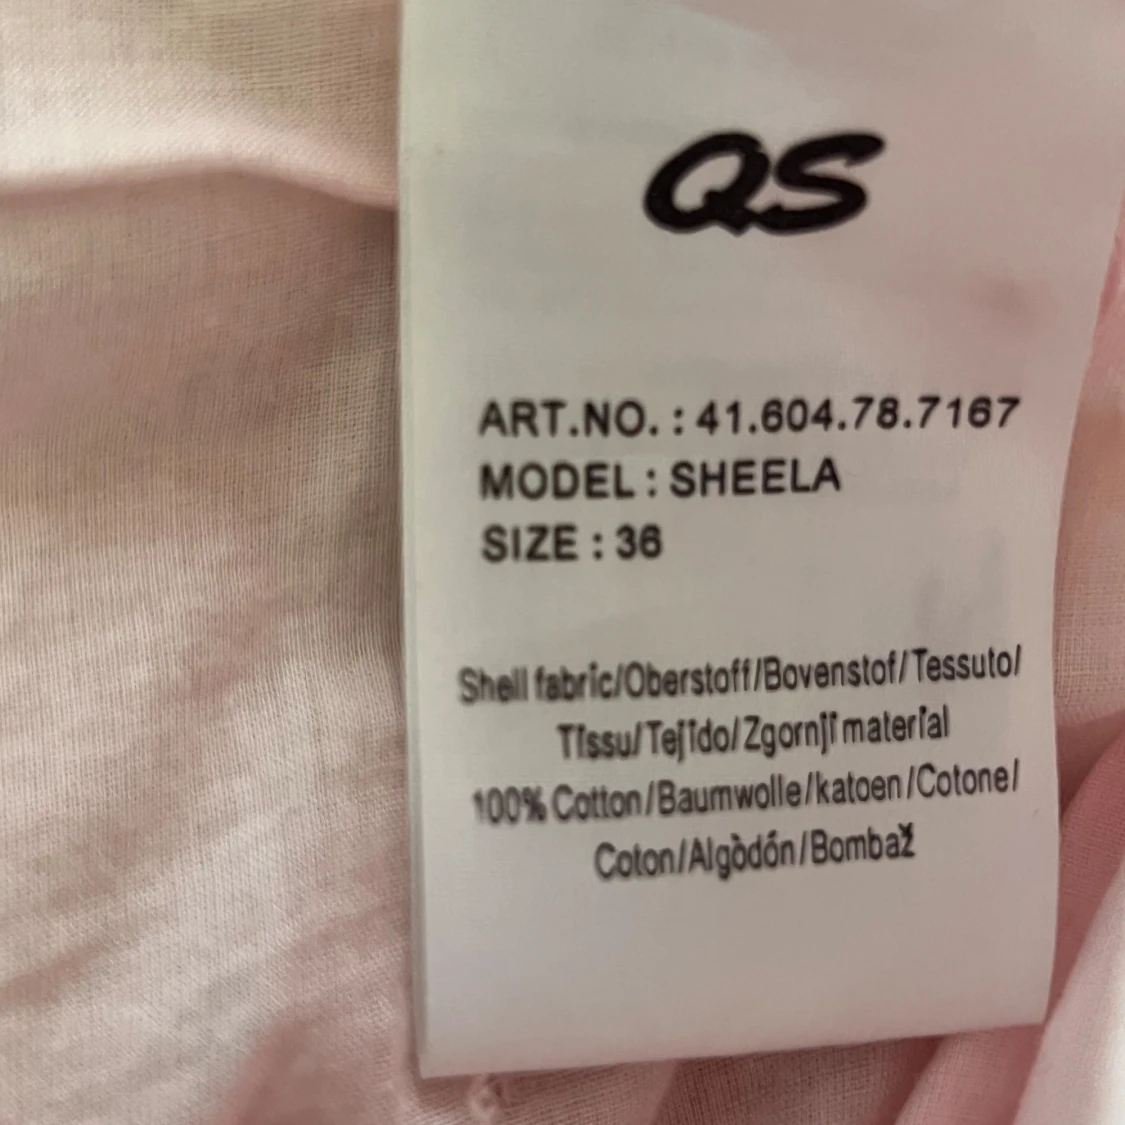 QS
ART.NO. : 41.604.78.7167
MODEL : SHEELA
SIZE : 36
Shell fabric/Oberstoff/Bovenstof/Tessuto/
Tissu/Tejido/Zgornji material
100% Cotton/Baumwolle/katoen/Cotone/
Coton/Algòdón/Bombaž